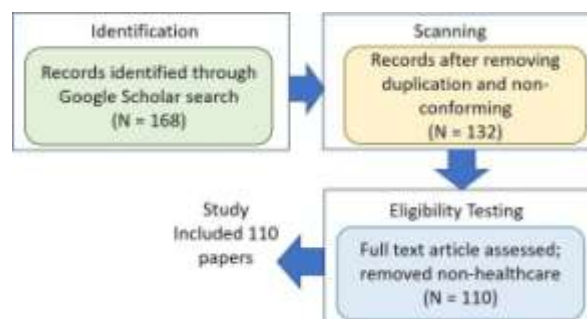 Identification
Records identified through
Google Scholar search
(N = 168)
Scanning
Records after removing
duplication and non-
conforming
(N = 132)
Eligibility Testing
Full text article assessed;
removed non-healthcare
(N = 110)
Study
Included 110
papers